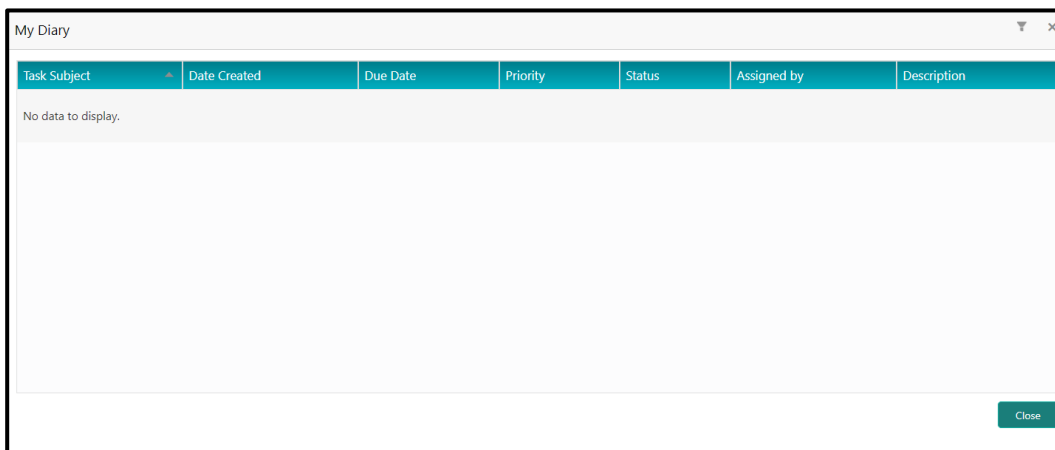 My Diary
Task Subject Date Created Due Date Priority Status Assigned by Description
No data to display.
Close